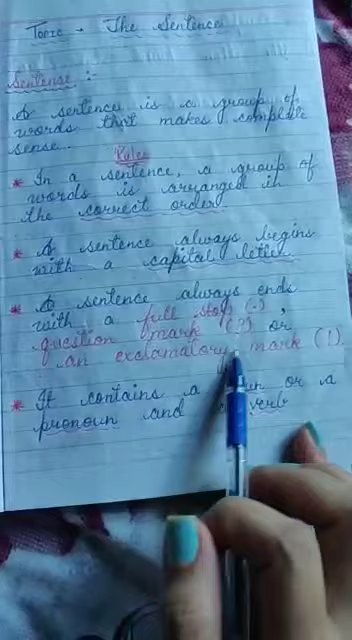 Topic → The Sentence
Sentence :
A sentence is a group of
words that makes complete
sense.
Rules
* In a sentence, a group of
words is arranged in
the correct order.
* A sentence always begins
with a capital letter.
* A sentence always ends
with a full stop (.),
question mark (?) or
an exclamatory mark (!).
* It contains a or a
pronoun and verb